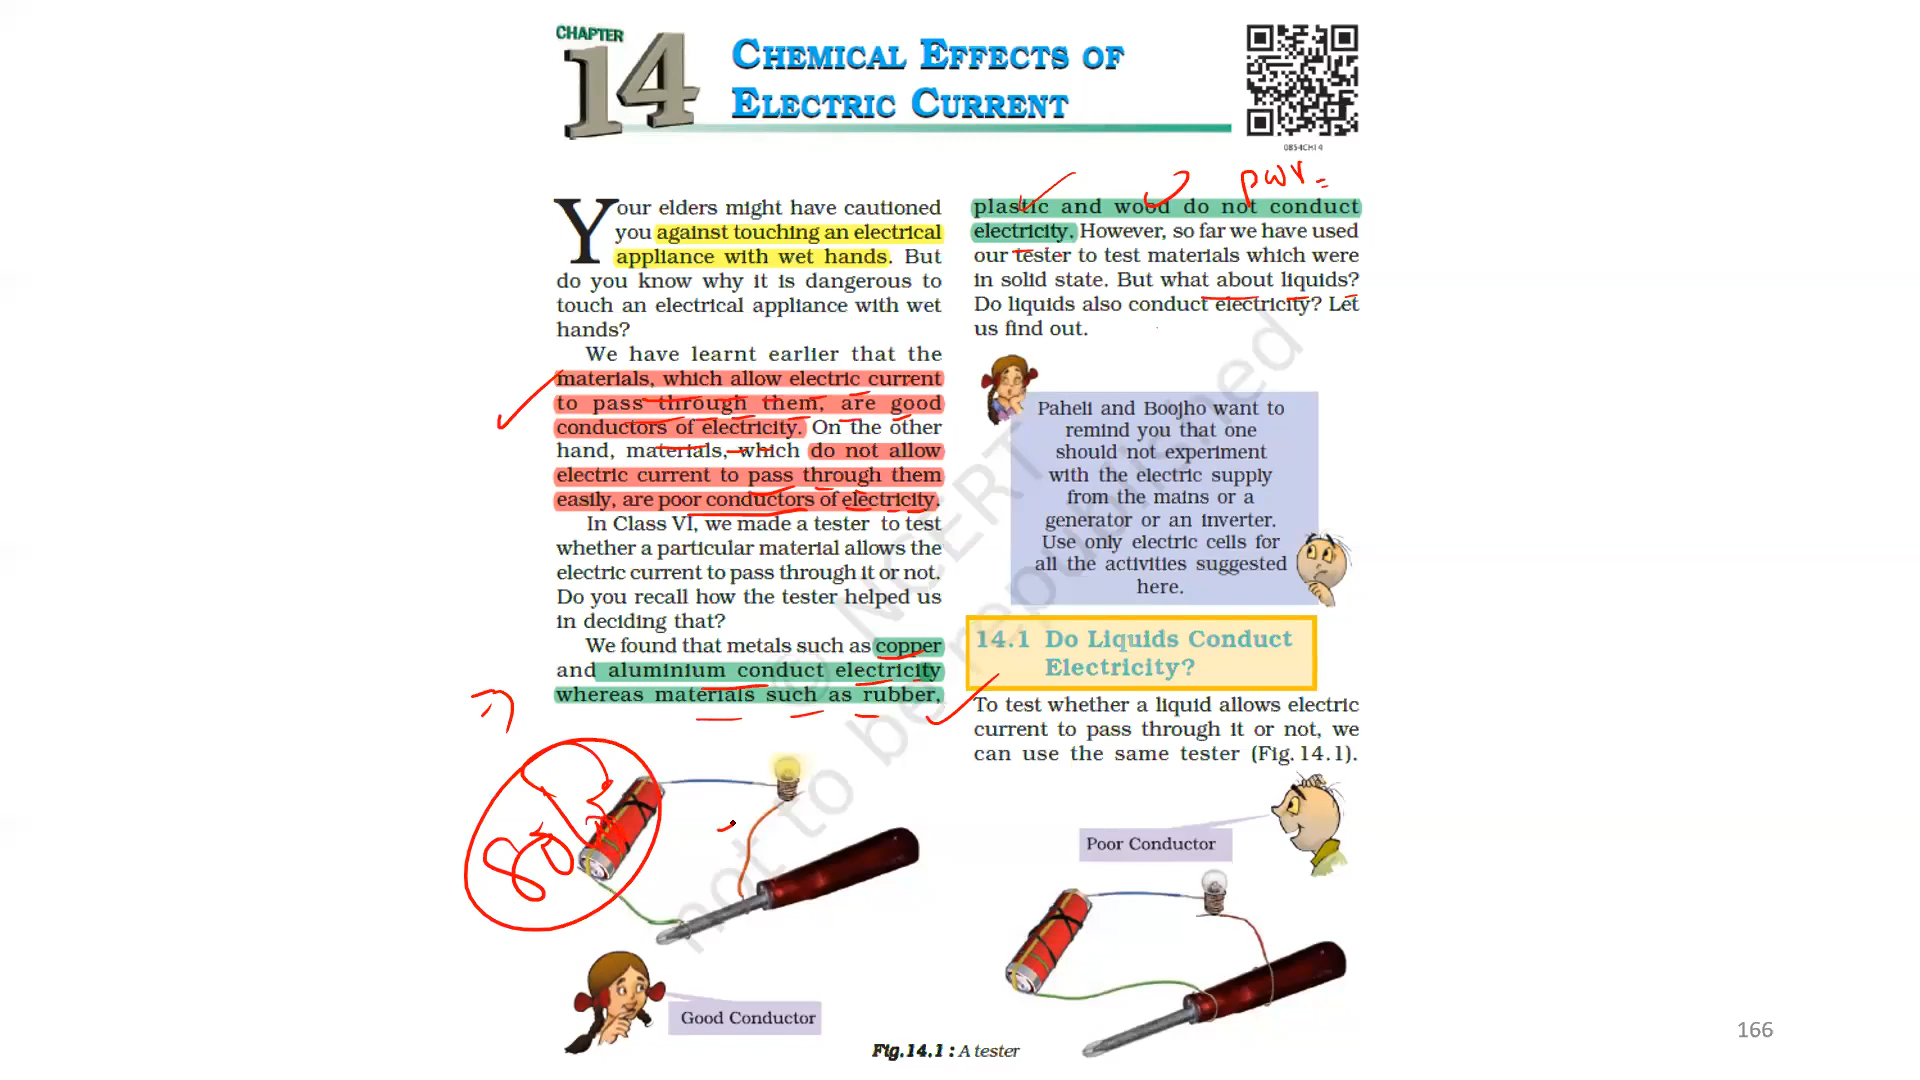 CHAPTER
14
CHEMICAL EFFECTS OF
ELECTRIC CURRENT
0854CH14
Your elders might have cautioned
you against touching an electrical
appliance with wet hands. But
do you know why it is dangerous to
touch an electrical appliance with wet
hands?
We have learnt earlier that the
materials, which allow electric current
to pass through them, are good
conductors of electricity. On the other
hand, materials, which do not allow
electric current to pass through them
easily, are poor conductors of electricity.
In Class VI, we made a tester to test
whether a particular material allows the
electric current to pass through it or not.
Do you recall how the tester helped us
in deciding that?
We found that metals such as copper
and aluminium conduct electricity
whereas materials such as rubber,
plastic and wood do not conduct
electricity. However, so far we have used
our tester to test materials which were
in solid state. But what about liquids?
Do liquids also conduct electricity? Let
us find out.
Paheli and Boojho want to
remind you that one
should not experiment
with the electric supply
from the mains or a
generator or an inverter.
Use only electric cells for
all the activities suggested
here.
14.1 Do Liquids Conduct
Electricity?
To test whether a liquid allows electric
current to pass through it or not, we
can use the same tester (Fig.14.1).
Good Conductor
Poor Conductor
Fig.14.1 : A tester
© NCERT
not to be republished
166